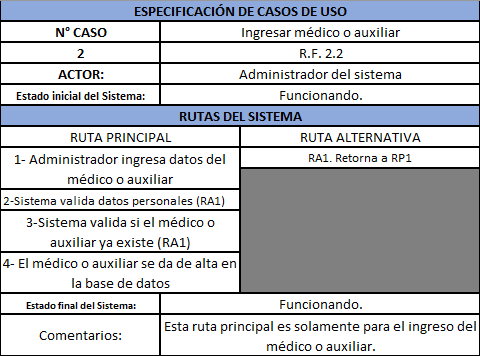 ESPECIFICACIÓN DE CASOS DE USO
N° CASO
Ingresar médico o auxiliar
2
R.F. 2.2
ACTOR:
Administrador del sistema
Estado inicial del Sistema:
Funcionando.
RUTAS DEL SISTEMA
RUTA PRINCIPAL
RUTA ALTERNATIVA
1- Administrador ingresa datos del
médico o auxiliar
RA1. Retorna a RP1
2-Sistema valida datos personales (RA1)
3-Sistema valida si el médico o
auxiliar ya existe (RA1)
4- El médico o auxiliar se da de alta en
la base de datos
Estado final del Sistema:
Funcionando.
Comentarios:
Esta ruta principal es solamente para el ingreso del
médico o auxiliar.